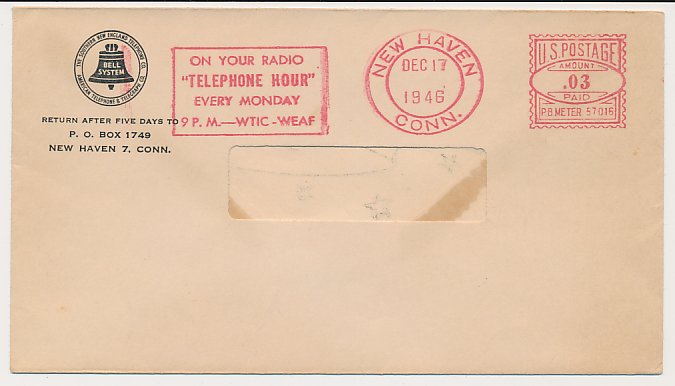 THE SOUTHERN NEW ENGLAND TELEPHONE CO.
BELL
SYSTEM
AMERICAN TELEPHONE & TELEGRAPH CO.
RETURN AFTER FIVE DAYS TO
P. O. BOX 1749
NEW HAVEN 7, CONN.
ON YOUR RADIO
"TELEPHONE HOUR"
EVERY MONDAY
9 P. M.—WTIC-WEAF
NEW HAVEN
DEC 17
1946
CONN.
U.S. POSTAGE
AMOUNT
.03
PAID
P B METER 57016